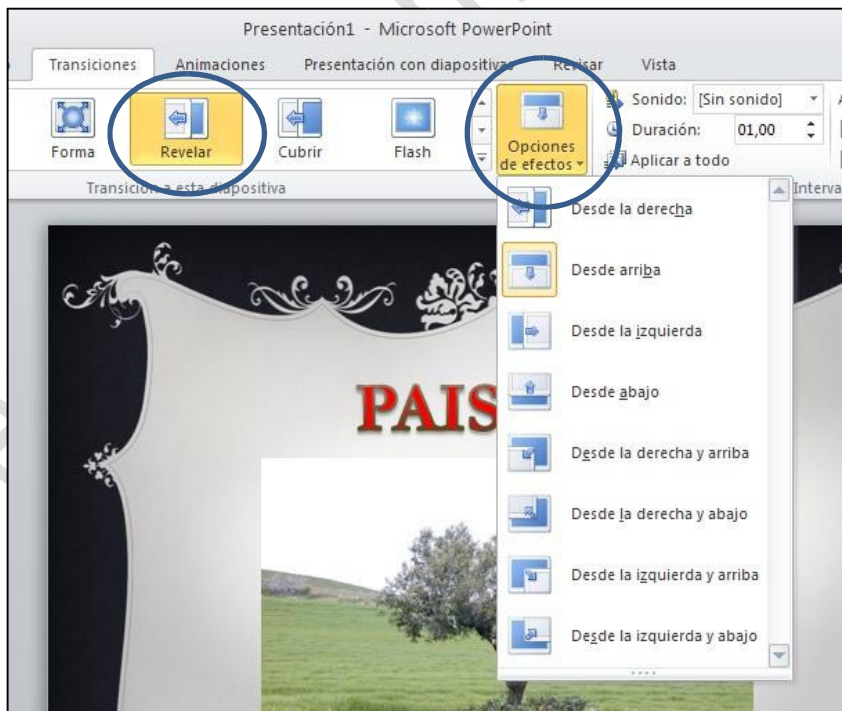 Presentación1 - Microsoft PowerPoint
Transiciones Animaciones Presentación con diapositivas Revisar Vista
Forma Revelar Cubrir Flash
Opciones de efectos
Sonido: [Sin sonido]
Duración: 01,00
Aplicar a todo
Transición a esta diapositiva
Desde la derecha
Desde arriba
Desde la izquierda
Desde abajo
Desde la derecha y arriba
Desde la derecha y abajo
Desde la izquierda y arriba
Desde la izquierda y abajo
PAIS